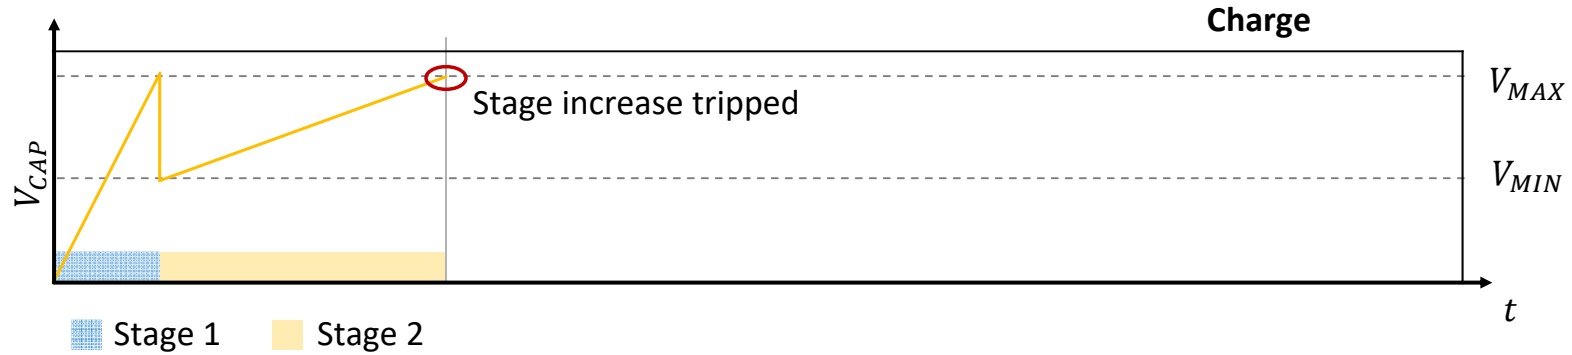 Charge
V_MAX
Stage increase tripped
V_CAP
V_MIN
t
Stage 1
Stage 2